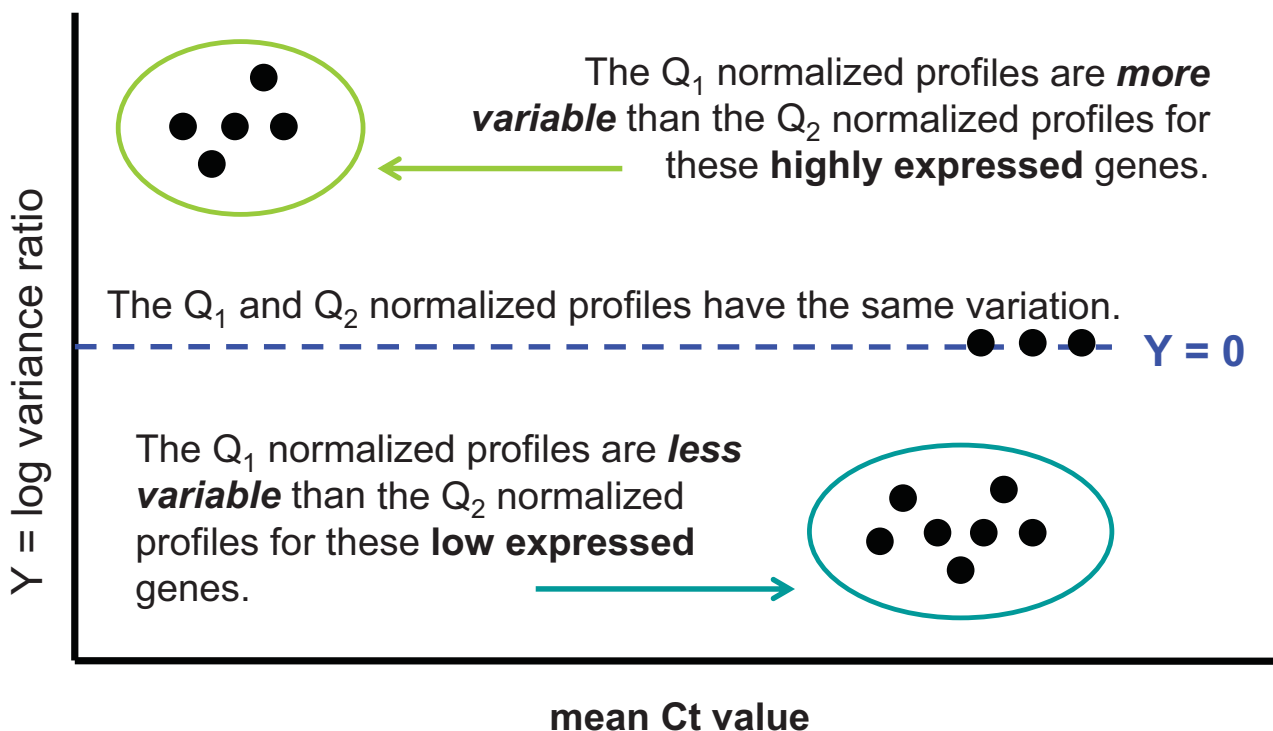 The Q₁ normalized profiles are more
variable than the Q₂ normalized profiles for
these highly expressed genes.
Y = log variance ratio
The Q₁ and Q₂ normalized profiles have the same variation.
Y = 0
The Q₁ normalized profiles are less
variable than the Q₂ normalized
profiles for these low expressed
genes.
mean Ct value